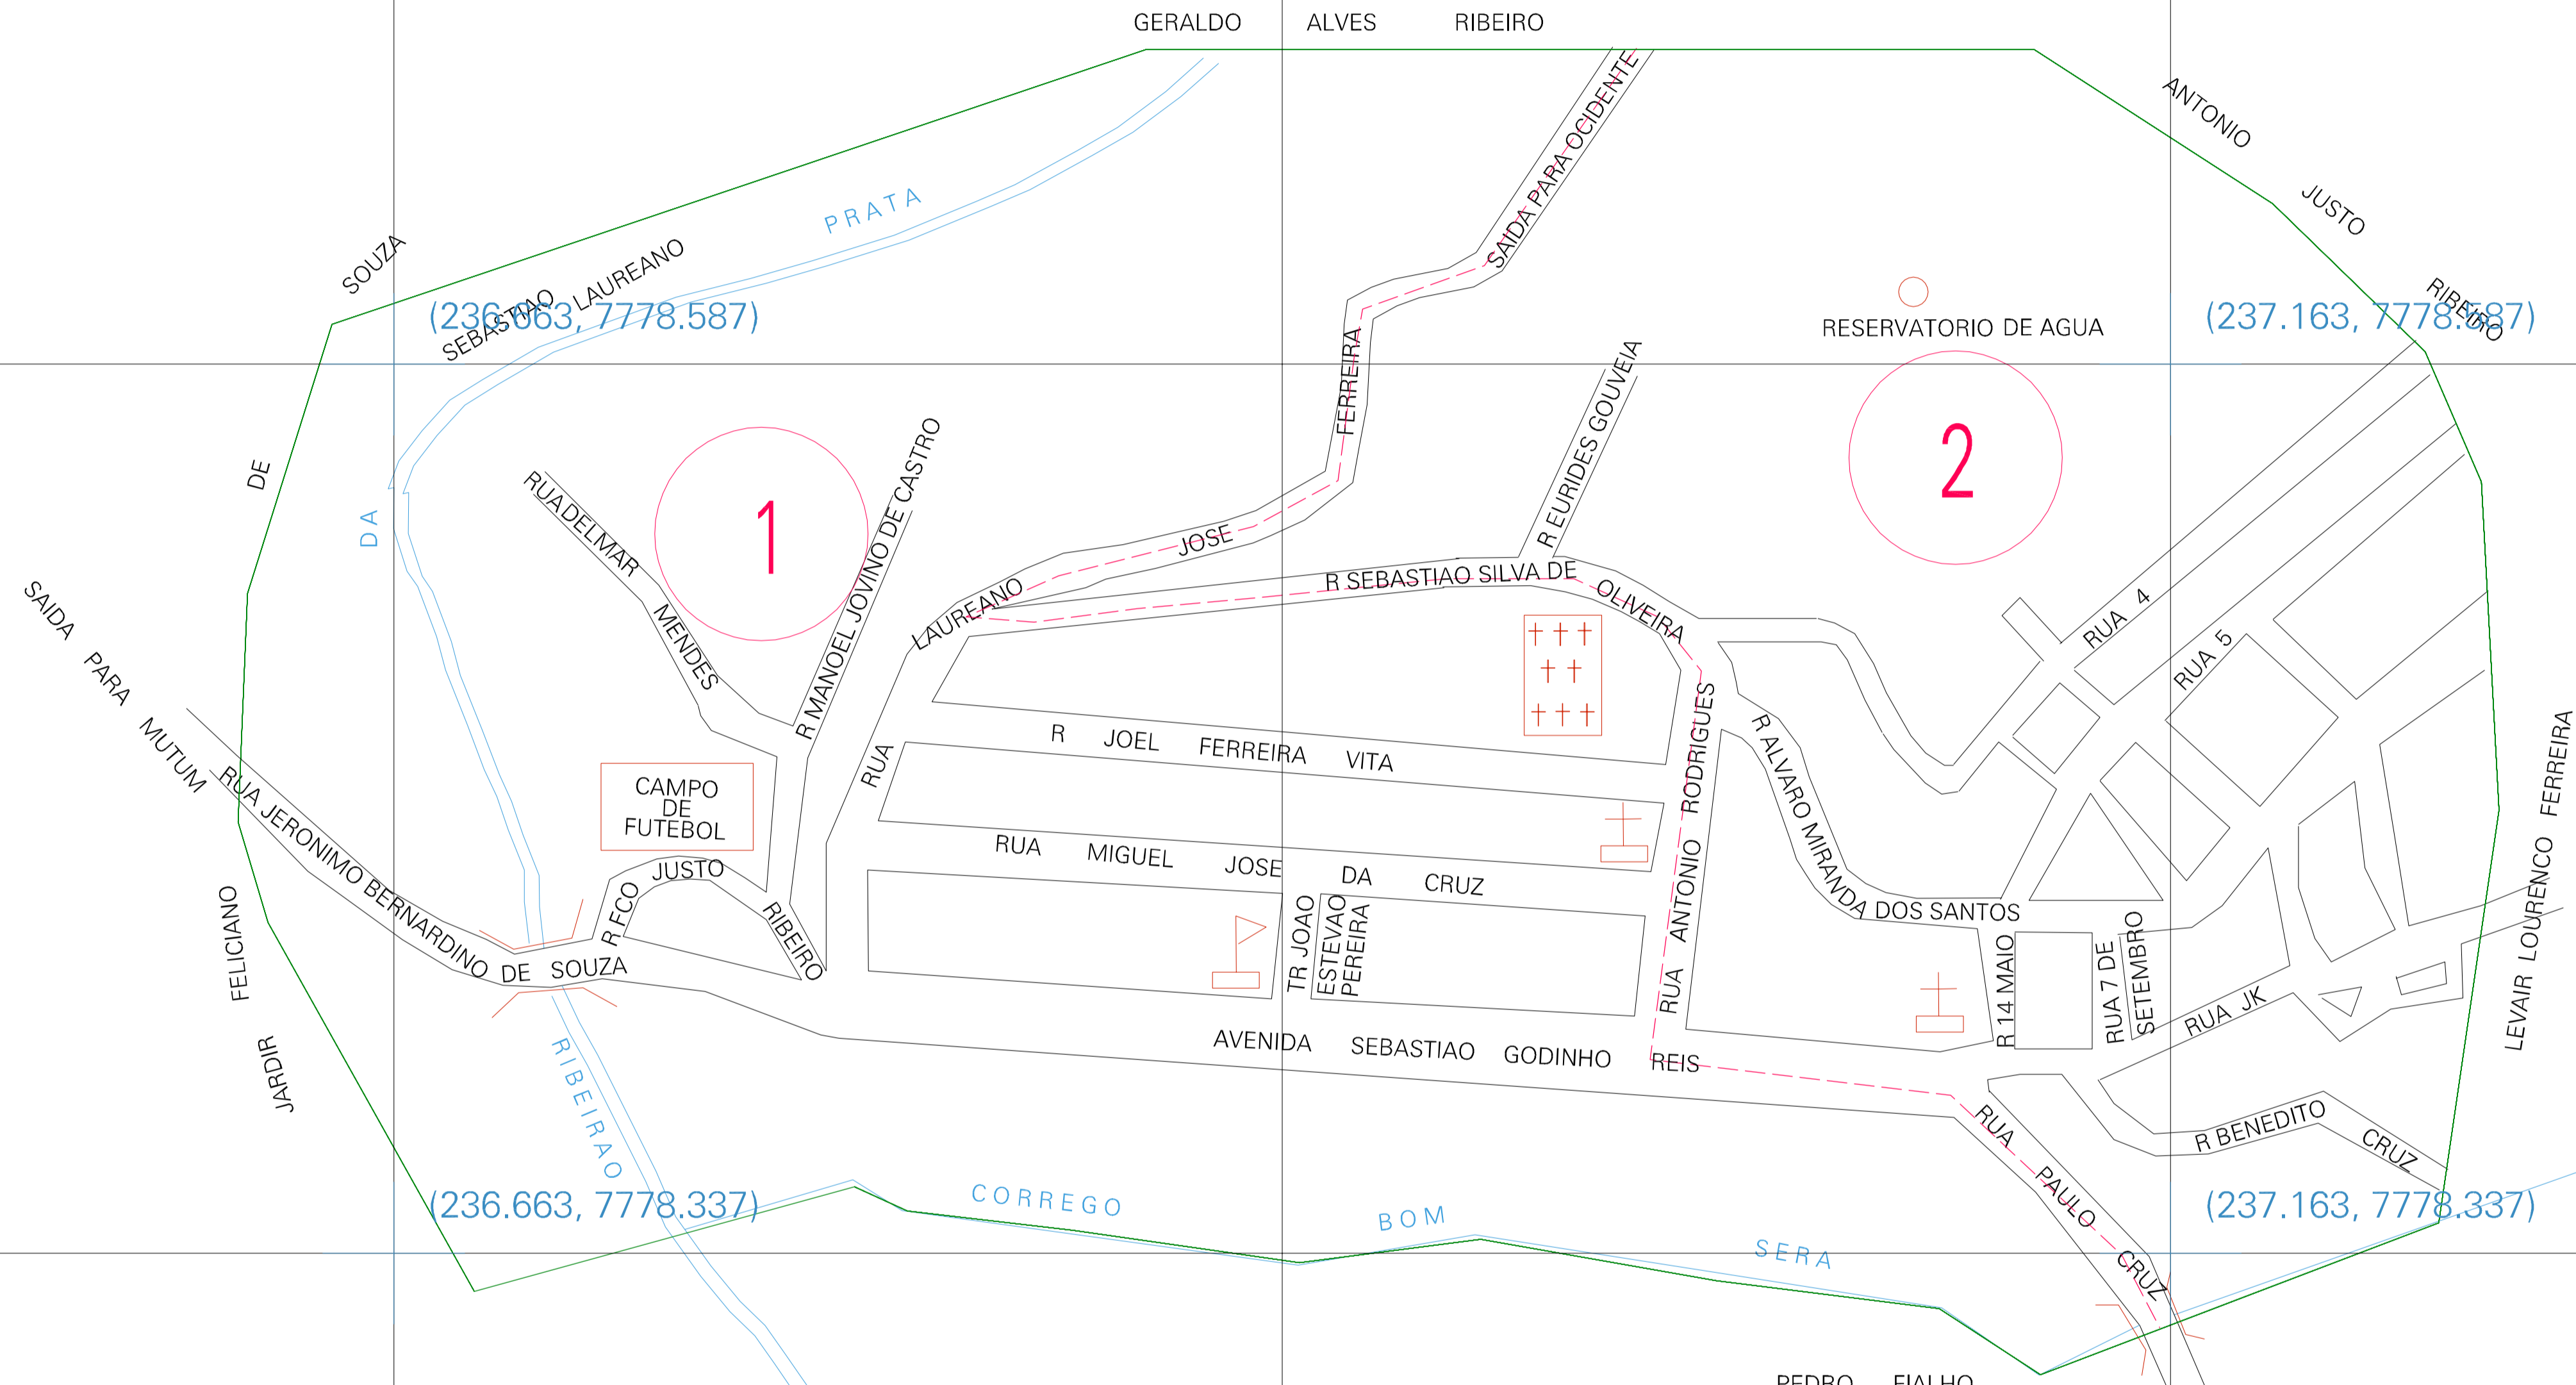 GERALDO ALVES RIBEIRO
ANTONIO JUSTO RIBEIRO
SAIDA PARA OCIDENTE
PRATA
SOUZA
SEBASTIAO LAUREANO
(236.663, 7778.587)
(237.163, 7778.587)
RESERVATORIO DE AGUA
2
1
DE
DA
RUA DELMAR MENDES
R MANOEL JOVINO DE CASTRO
RUA LAUREANO JOSE FERREIRA
R EURIDES GOUVEIA
R SEBASTIAO SILVA DE OLIVEIRA
RUA 4
RUA 5
SAIDA PARA MUTUM
RUA JERONIMO BERNARDINO DE SOUZA
CAMPO
DE
FUTEBOL
R FCO JUSTO RIBEIRO
R JOEL FERREIRA VITA
RUA MIGUEL JOSE DA CRUZ
TR JOAO
ESTEVAO
PEREIRA
RUA ANTONIO RODRIGUES
R ALVARO MIRANDA DOS SANTOS
R 14 MAIO
RUA 7 DE
SETEMBRO
RUA JK
LEVAIR LOURENCO FERREIRA
FELICIANO
JARDIR
AVENIDA SEBASTIAO GODINHO REIS
R BENEDITO CRUZ
RUA PAULO CRUZ
RIBEIRAO
(236.663, 7778.337)
(237.163, 7778.337)
CORREGO BOM SERA
PEDRO FIALHO